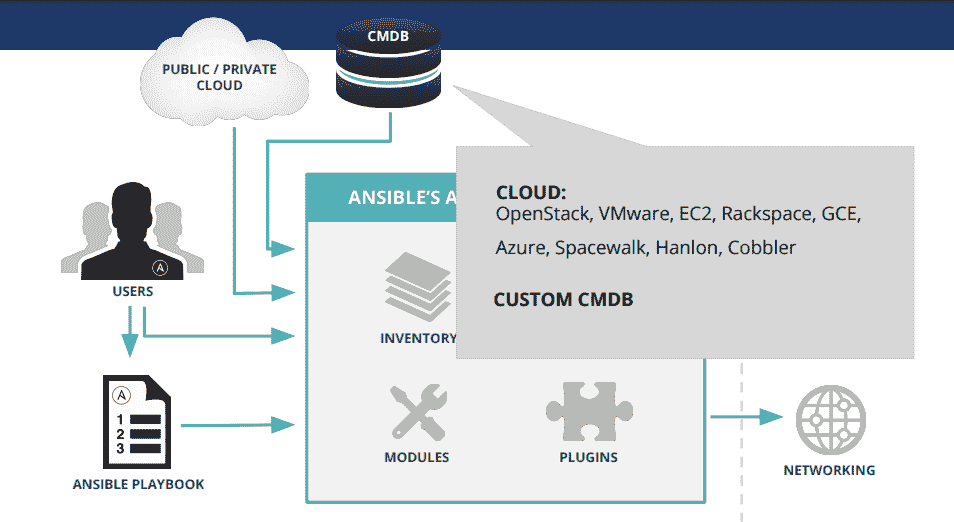 CMDB
PUBLIC / PRIVATE
CLOUD
ANSIBLE'S A
CLOUD:
OpenStack, VMware, EC2, Rackspace, GCE,
Azure, Spacewalk, Hanlon, Cobbler
CUSTOM CMDB
A
USERS
INVENTORY
A
1
2
3
ANSIBLE PLAYBOOK
MODULES
PLUGINS
NETWORKING